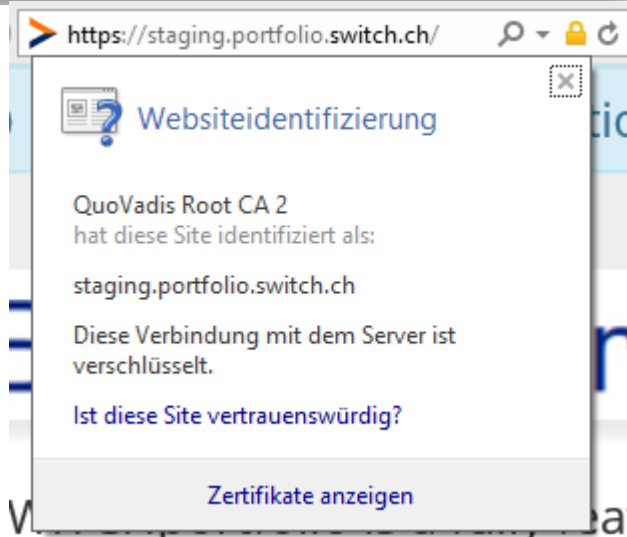 https://staging.portfolio.switch.ch/
Websiteidentifizierung
QuoVadis Root CA 2
hat diese Site identifiziert als:
staging.portfolio.switch.ch
Diese Verbindung mit dem Server ist
verschlüsselt.
Ist diese Site vertrauenswürdig?
Zertifikate anzeigen